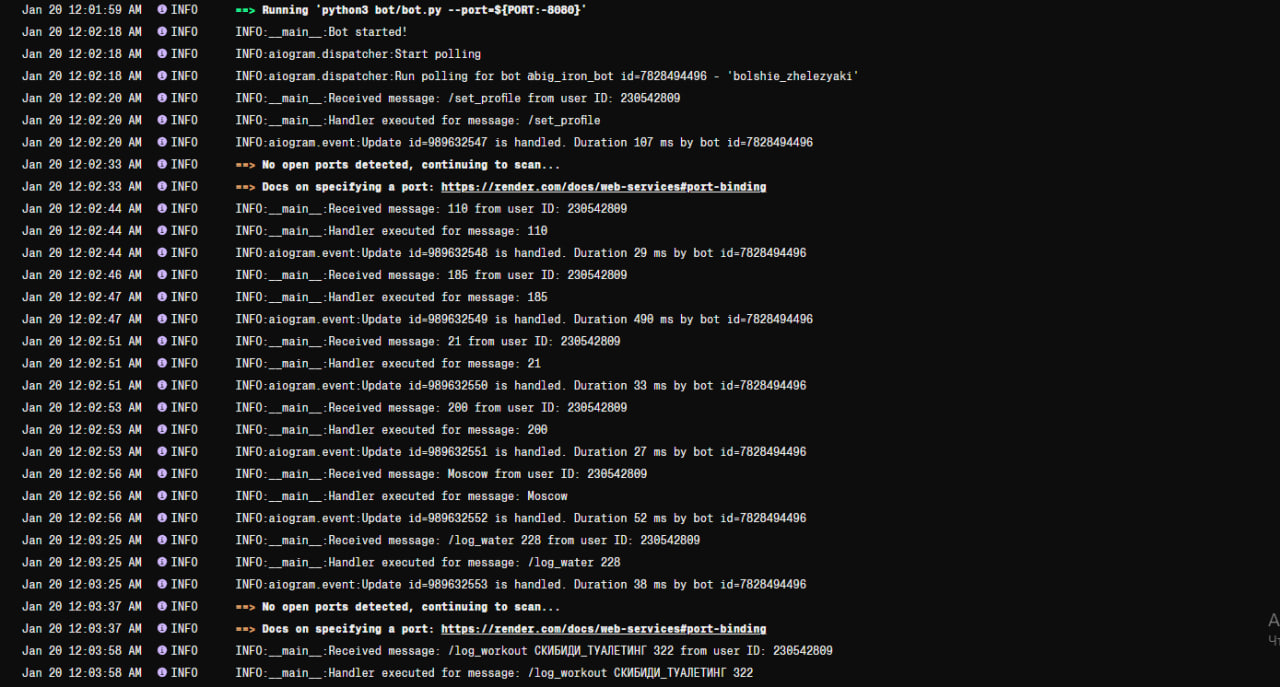 Jan 20 12:01:59 AM INFO ==> Running 'python3 bot/bot.py --port=${PORT:-8080}'
Jan 20 12:02:18 AM INFO INFO:__main__:Bot started!
Jan 20 12:02:18 AM INFO INFO:aiogram.dispatcher:Start polling
Jan 20 12:02:18 AM INFO INFO:aiogram.dispatcher:Run polling for bot @big_iron_bot id=7828494496 - 'bolshie_zhelezyaki'
Jan 20 12:02:20 AM INFO INFO:__main__:Received message: /set_profile from user ID: 230542809
Jan 20 12:02:20 AM INFO INFO:__main__:Handler executed for message: /set_profile
Jan 20 12:02:20 AM INFO INFO:aiogram.event:Update id=989632547 is handled. Duration 107 ms by bot id=7828494496
Jan 20 12:02:33 AM INFO ==> No open ports detected, continuing to scan...
Jan 20 12:02:33 AM INFO ==> Docs on specifying a port: https://render.com/docs/web-services#port-binding
Jan 20 12:02:44 AM INFO INFO:__main__:Received message: 110 from user ID: 230542809
Jan 20 12:02:44 AM INFO INFO:__main__:Handler executed for message: 110
Jan 20 12:02:44 AM INFO INFO:aiogram.event:Update id=989632548 is handled. Duration 29 ms by bot id=7828494496
Jan 20 12:02:46 AM INFO INFO:__main__:Received message: 185 from user ID: 230542809
Jan 20 12:02:47 AM INFO INFO:__main__:Handler executed for message: 185
Jan 20 12:02:47 AM INFO INFO:aiogram.event:Update id=989632549 is handled. Duration 490 ms by bot id=7828494496
Jan 20 12:02:51 AM INFO INFO:__main__:Received message: 21 from user ID: 230542809
Jan 20 12:02:51 AM INFO INFO:__main__:Handler executed for message: 21
Jan 20 12:02:51 AM INFO INFO:aiogram.event:Update id=989632550 is handled. Duration 33 ms by bot id=7828494496
Jan 20 12:02:53 AM INFO INFO:__main__:Received message: 200 from user ID: 230542809
Jan 20 12:02:53 AM INFO INFO:__main__:Handler executed for message: 200
Jan 20 12:02:53 AM INFO INFO:aiogram.event:Update id=989632551 is handled. Duration 27 ms by bot id=7828494496
Jan 20 12:02:56 AM INFO INFO:__main__:Received message: Moscow from user ID: 230542809
Jan 20 12:02:56 AM INFO INFO:__main__:Handler executed for message: Moscow
Jan 20 12:02:56 AM INFO INFO:aiogram.event:Update id=989632552 is handled. Duration 52 ms by bot id=7828494496
Jan 20 12:03:25 AM INFO INFO:__main__:Received message: /log_water 228 from user ID: 230542809
Jan 20 12:03:25 AM INFO INFO:__main__:Handler executed for message: /log_water 228
Jan 20 12:03:25 AM INFO INFO:aiogram.event:Update id=989632553 is handled. Duration 38 ms by bot id=7828494496
Jan 20 12:03:37 AM INFO ==> No open ports detected, continuing to scan...
Jan 20 12:03:37 AM INFO ==> Docs on specifying a port: https://render.com/docs/web-services#port-binding
Jan 20 12:03:58 AM INFO INFO:__main__:Received message: /log_workout СКИБИДИ_ТУАЛЕТИНГ 322 from user ID: 230542809
Jan 20 12:03:58 AM INFO INFO:__main__:Handler executed for message: /log_workout СКИБИДИ_ТУАЛЕТИНГ 322